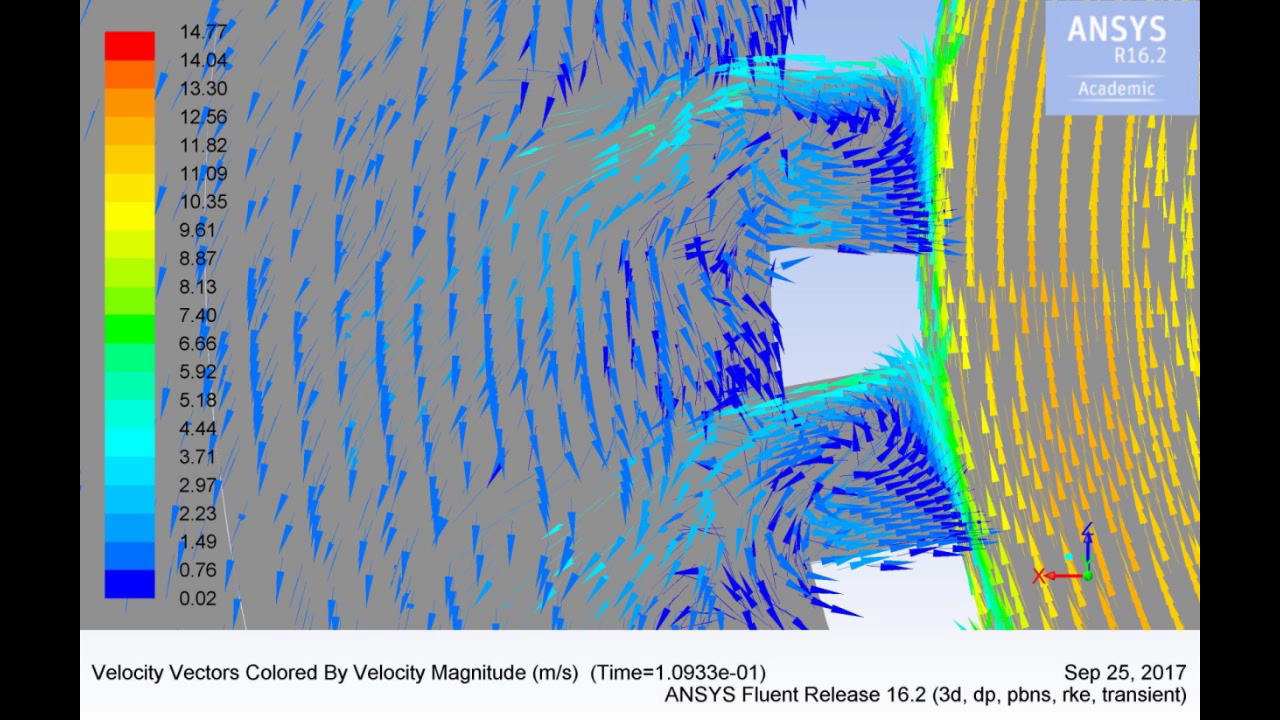 14.77
14.04
13.30
12.56
11.82
11.09
10.35
9.61
8.87
8.13
7.40
6.66
5.92
5.18
4.44
3.71
2.97
2.23
1.49
0.76
0.02
ANSYS
R16.2
Academic
Z
X
Velocity Vectors Colored By Velocity Magnitude (m/s) (Time=1.0933e-01)
Sep 25, 2017
ANSYS Fluent Release 16.2 (3d, dp, pbns, rke, transient)